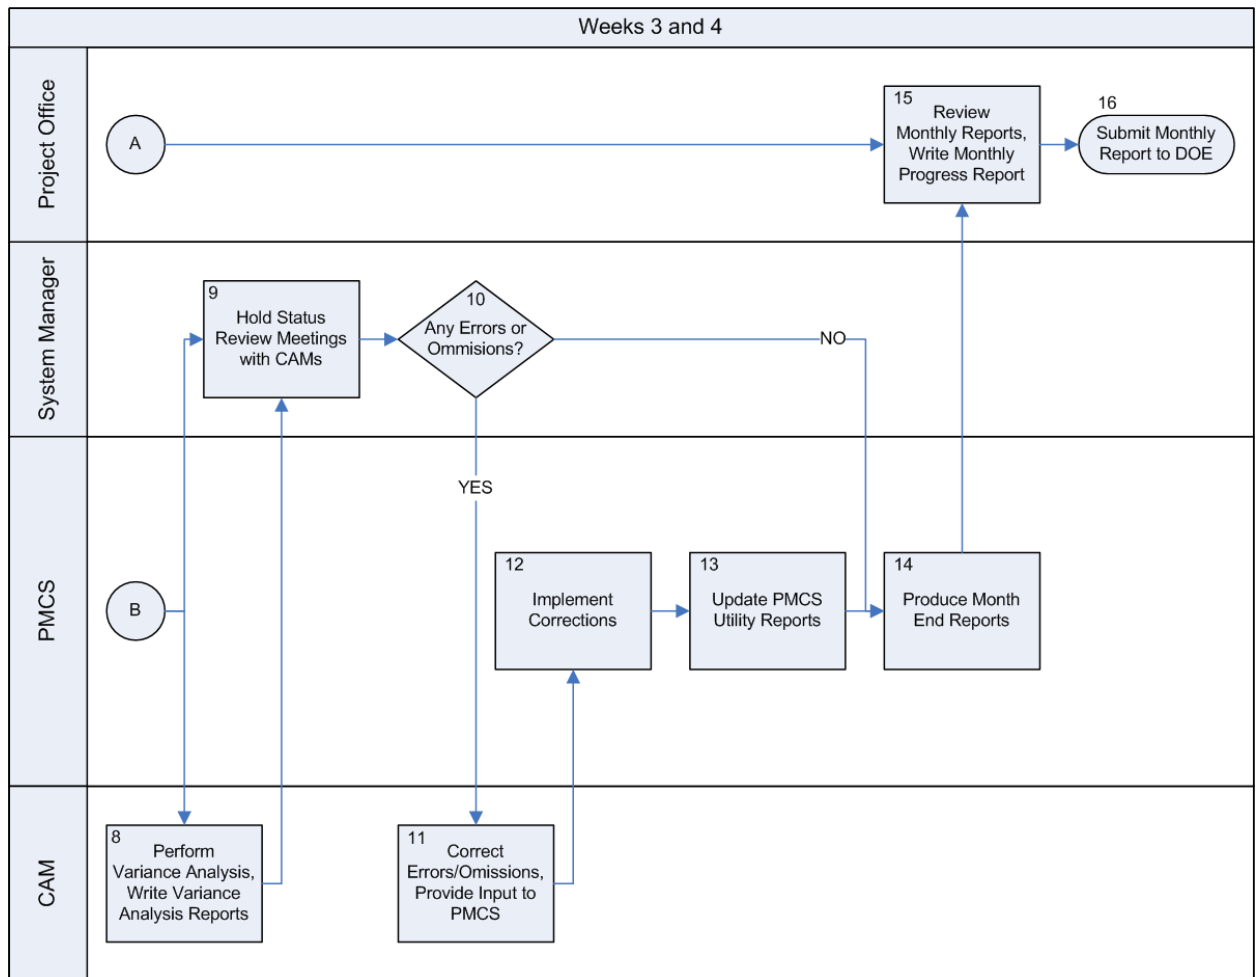 Weeks 3 and 4
Project Office
A
15
Review
Monthly Reports,
Write Monthly
Progress Report
16
Submit Monthly
Report to DOE
System Manager
9
Hold Status
Review Meetings
with CAMs
10
Any Errors or
Ommisions?
NO
YES
PMCS
B
12
Implement
Corrections
13
Update PMCS
Utility Reports
14
Produce Month
End Reports
CAM
8
Perform
Variance Analysis,
Write Variance
Analysis Reports
11
Correct
Errors/Omissions,
Provide Input to
PMCS